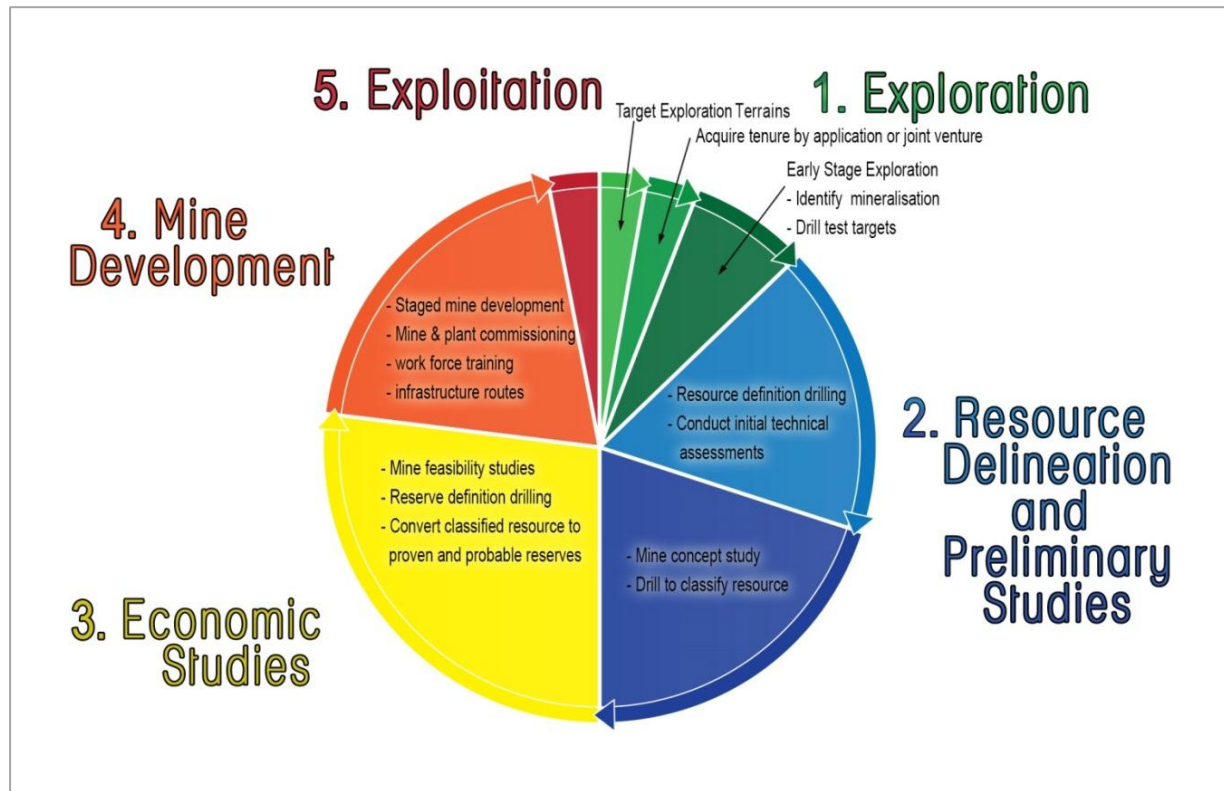 5. Exploitation
1. Exploration
Target Exploration Terrains
Acquire tenure by application or joint venture
Early Stage Exploration
- Identify mineralisation
- Drill test targets
2. Resource
Delineation
and
Preliminary
Studies
- Resource definition drilling
- Conduct initial technical
assessments
- Mine concept study
- Drill to classify resource
3. Economic
Studies
- Mine feasibility studies
- Reserve definition drilling
- Convert classified resource to
proven and probable reserves
4. Mine
Development
- Staged mine development
- Mine & plant commissioning
- work force training
- infrastructure routes